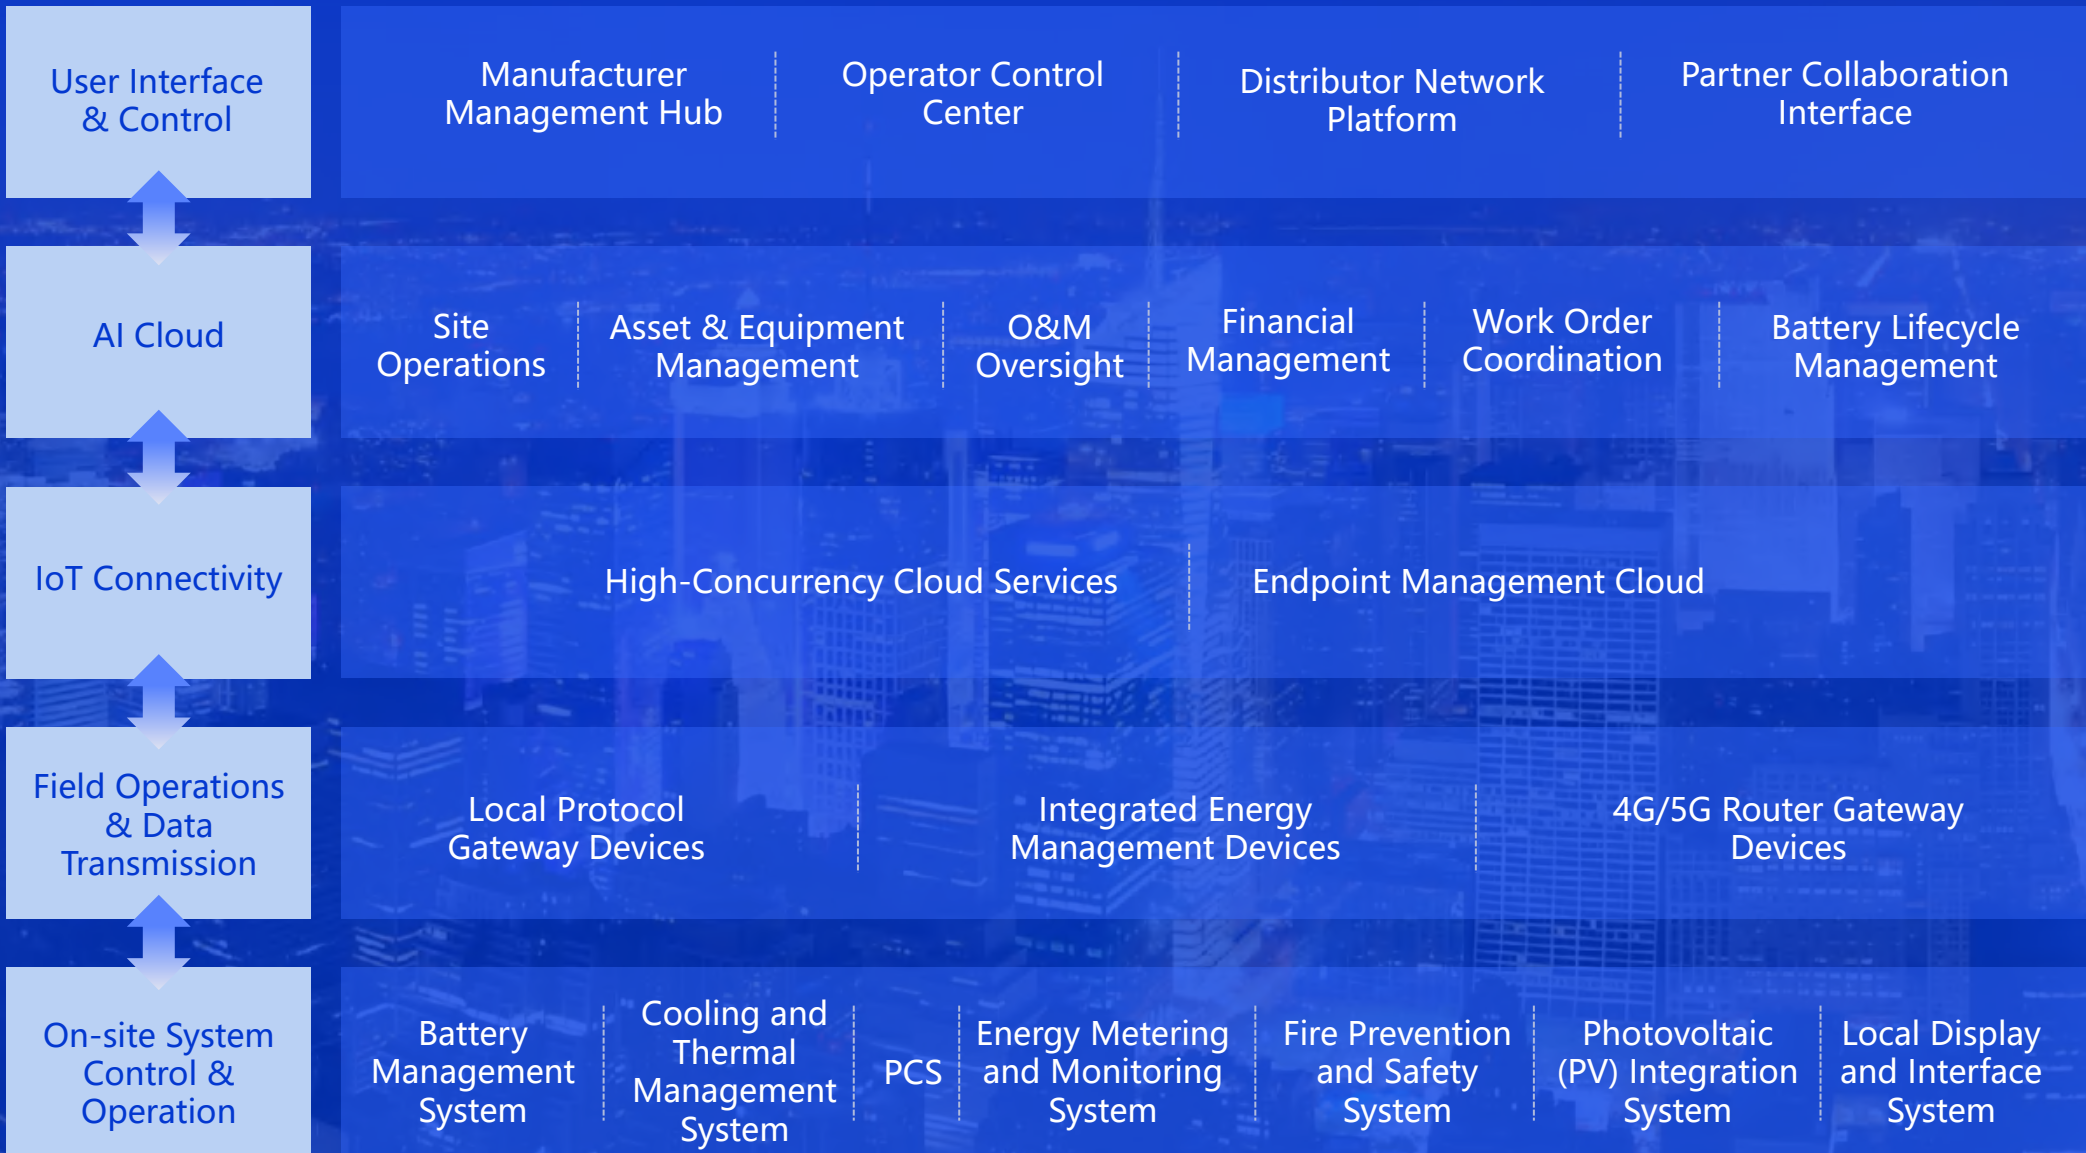 User Interface
& Control
Manufacturer
Management Hub
Operator Control
Center
Distributor Network
Platform
Partner Collaboration
Interface
AI Cloud
Site
Operations
Asset & Equipment
Management
O&M
Oversight
Financial
Management
Work Order
Coordination
Battery Lifecycle
Management
IoT Connectivity
High-Concurrency Cloud Services
Endpoint Management Cloud
Field Operations
& Data
Transmission
Local Protocol
Gateway Devices
Integrated Energy
Management Devices
4G/5G Router Gateway
Devices
On-site System
Control &
Operation
Battery
Management
System
Cooling and
Thermal
Management
System
PCS
Energy Metering
and Monitoring
System
Fire Prevention
and Safety
System
Photovoltaic
(PV) Integration
System
Local Display
and Interface
System